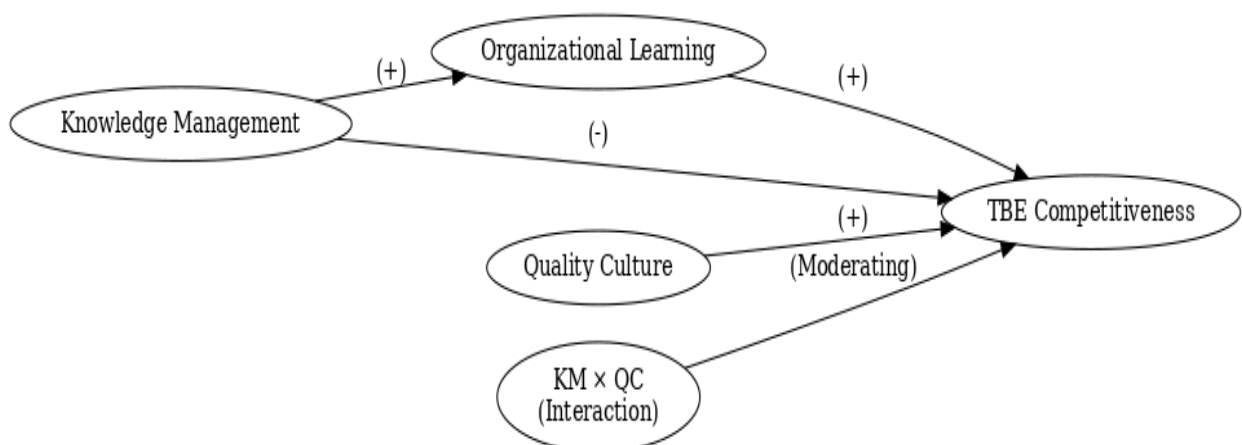 Organizational Learning
(+)
(+)
Knowledge Management
(-)
TBE Competitiveness
(+)
Quality Culture
(Moderating)
KM × QC
(Interaction)